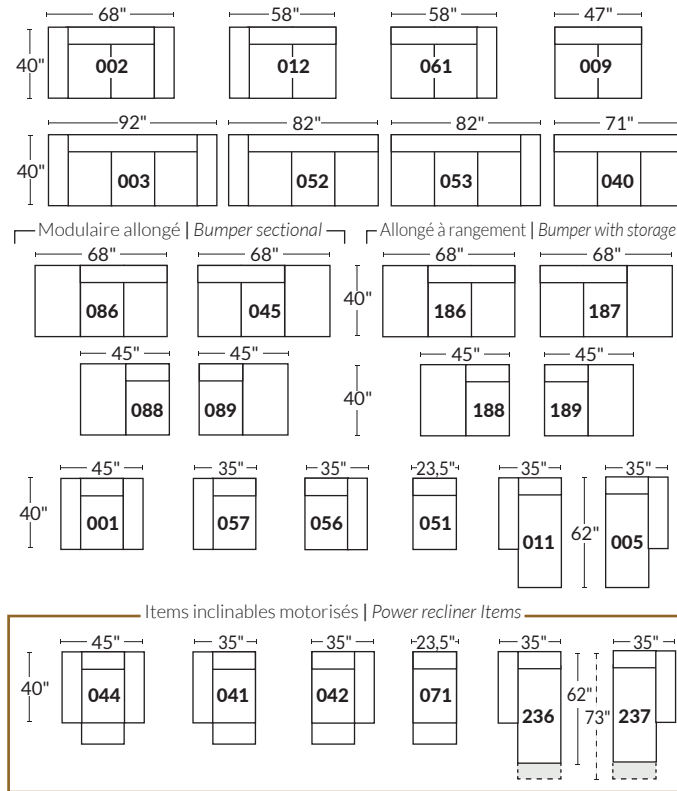 68" 58" 58" 47"
40" 002 012 061 009
92" 82" 82" 71"
40" 003 052 053 040
Modulaire allongé | Bumper sectional Allongé à rangement | Bumper with storage
68" 68" 68" 68"
086 045 40" 186 187
45" 45" 45" 45"
088 089 40" 188 189
45" 35" 35" 23,5" 35" 35"
40" 001 057 056 051 011 62" 005
Items inclinables motorisés | Power recliner Items
45" 35" 35" 23,5" 35" 35"
40" 044 041 042 071 236 62" 73" 237